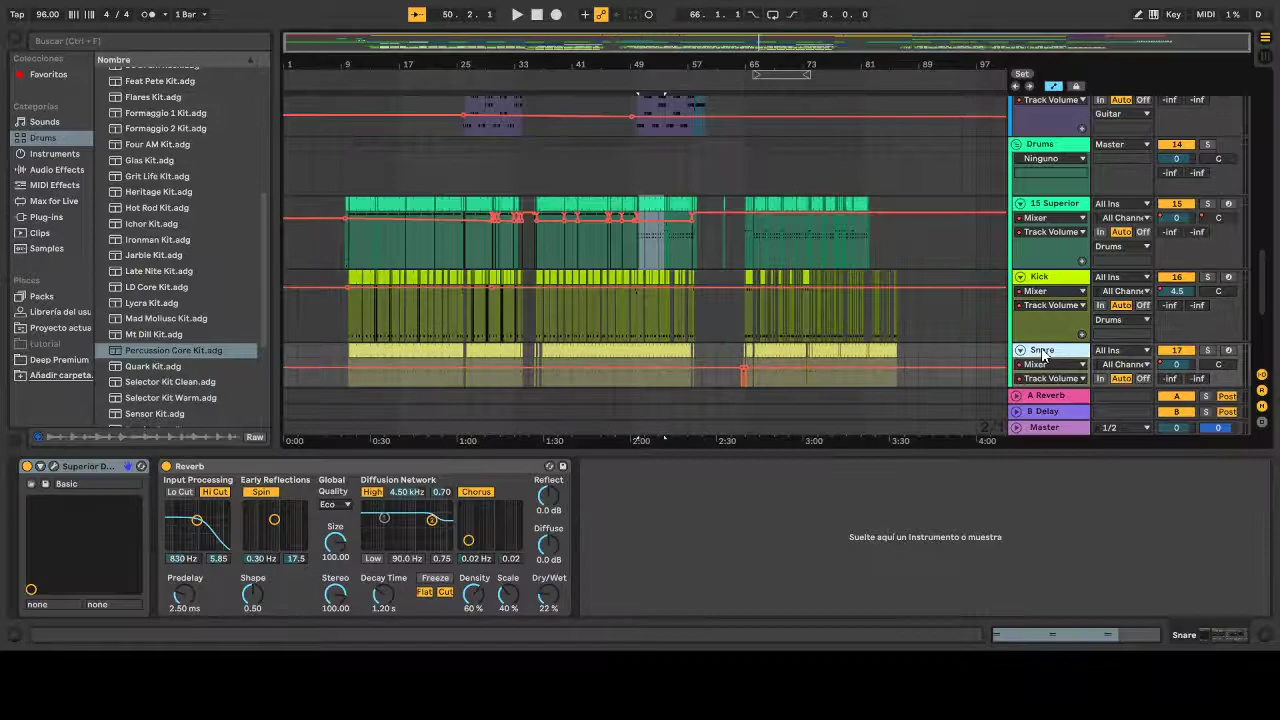 Tap 96.00 4 / 4 1 Bar 50. 2. 1 66. 1. 1 8. 0. 0 Key MIDI 1 % D
Buscar (Ctrl + F)
Colecciones
Favoritos
Categorías
Sounds
Drums
Instruments
Audio Effects
MIDI Effects
Max for Live
Plug-ins
Clips
Samples
Places
Packs
Librería del usu
Proyecto actua
tutorial
Deep Premium
Añadir carpeta.
Feat Pete Kit.adg
Flares Kit.adg
Formaggio 1 Kit.adg
Formaggio 2 Kit.adg
Four AM Kit.adg
Glas Kit.adg
Grit Life Kit.adg
Heritage Kit.adg
Hot Rod Kit.adg
Ichor Kit.adg
Ironman Kit.adg
Jarble Kit.adg
Late Nite Kit.adg
LD Core Kit.adg
Lycra Kit.adg
Mad Mollusc Kit.adg
Mt Dill Kit.adg
Percussion Core Kit.adg
Quark Kit.adg
Selector Kit Clean.adg
Selector Kit Warm.adg
Sensor Kit.adg
Raw
1 9 17 25 33 41 49 57 65 73 81 89 97
Set
Track Volume In Auto Off -inf -inf
Guitar
Drums Master 14 S
Ninguno 0 C
-inf -inf
15 Superior All Ins 15 S
Mixer All Channe 0 C
Track Volume In Auto Off -inf -inf
Drums
Kick All Ins 16 S
Mixer All Channe 4.5 C
Track Volume In Auto Off -inf -inf
Drums
Snare All Ins 17 S
Mixer All Channe 0 C
Track Volume In Auto Off -inf -inf
A Reverb A S Post
B Delay B S Post
Master 1/2 0 0
0:00 0:30 1:00 1:30 2:00 2:30 3:00 3:30 4:00
Superior D...
Basic
none none
Reverb
Input Processing Early Reflections Global Quality Diffusion Network Reflect
Lo Cut Hi Cut Spin High 4.50 kHz 0.70 Chorus
Eco 0.0 dB
Size Diffuse
830 Hz 5.85 0.30 Hz 17.5 100.00 Low 90.0 Hz 0.75 0.02 Hz 0.02 0.0 dB
Predelay Shape Stereo Decay Time Freeze Density Scale Dry/Wet
Flat Cut
2.50 ms 0.50 100.00 1.20 s 60 % 40 % 22 %
Suelte aquí un Instrumento o muestra
Snare